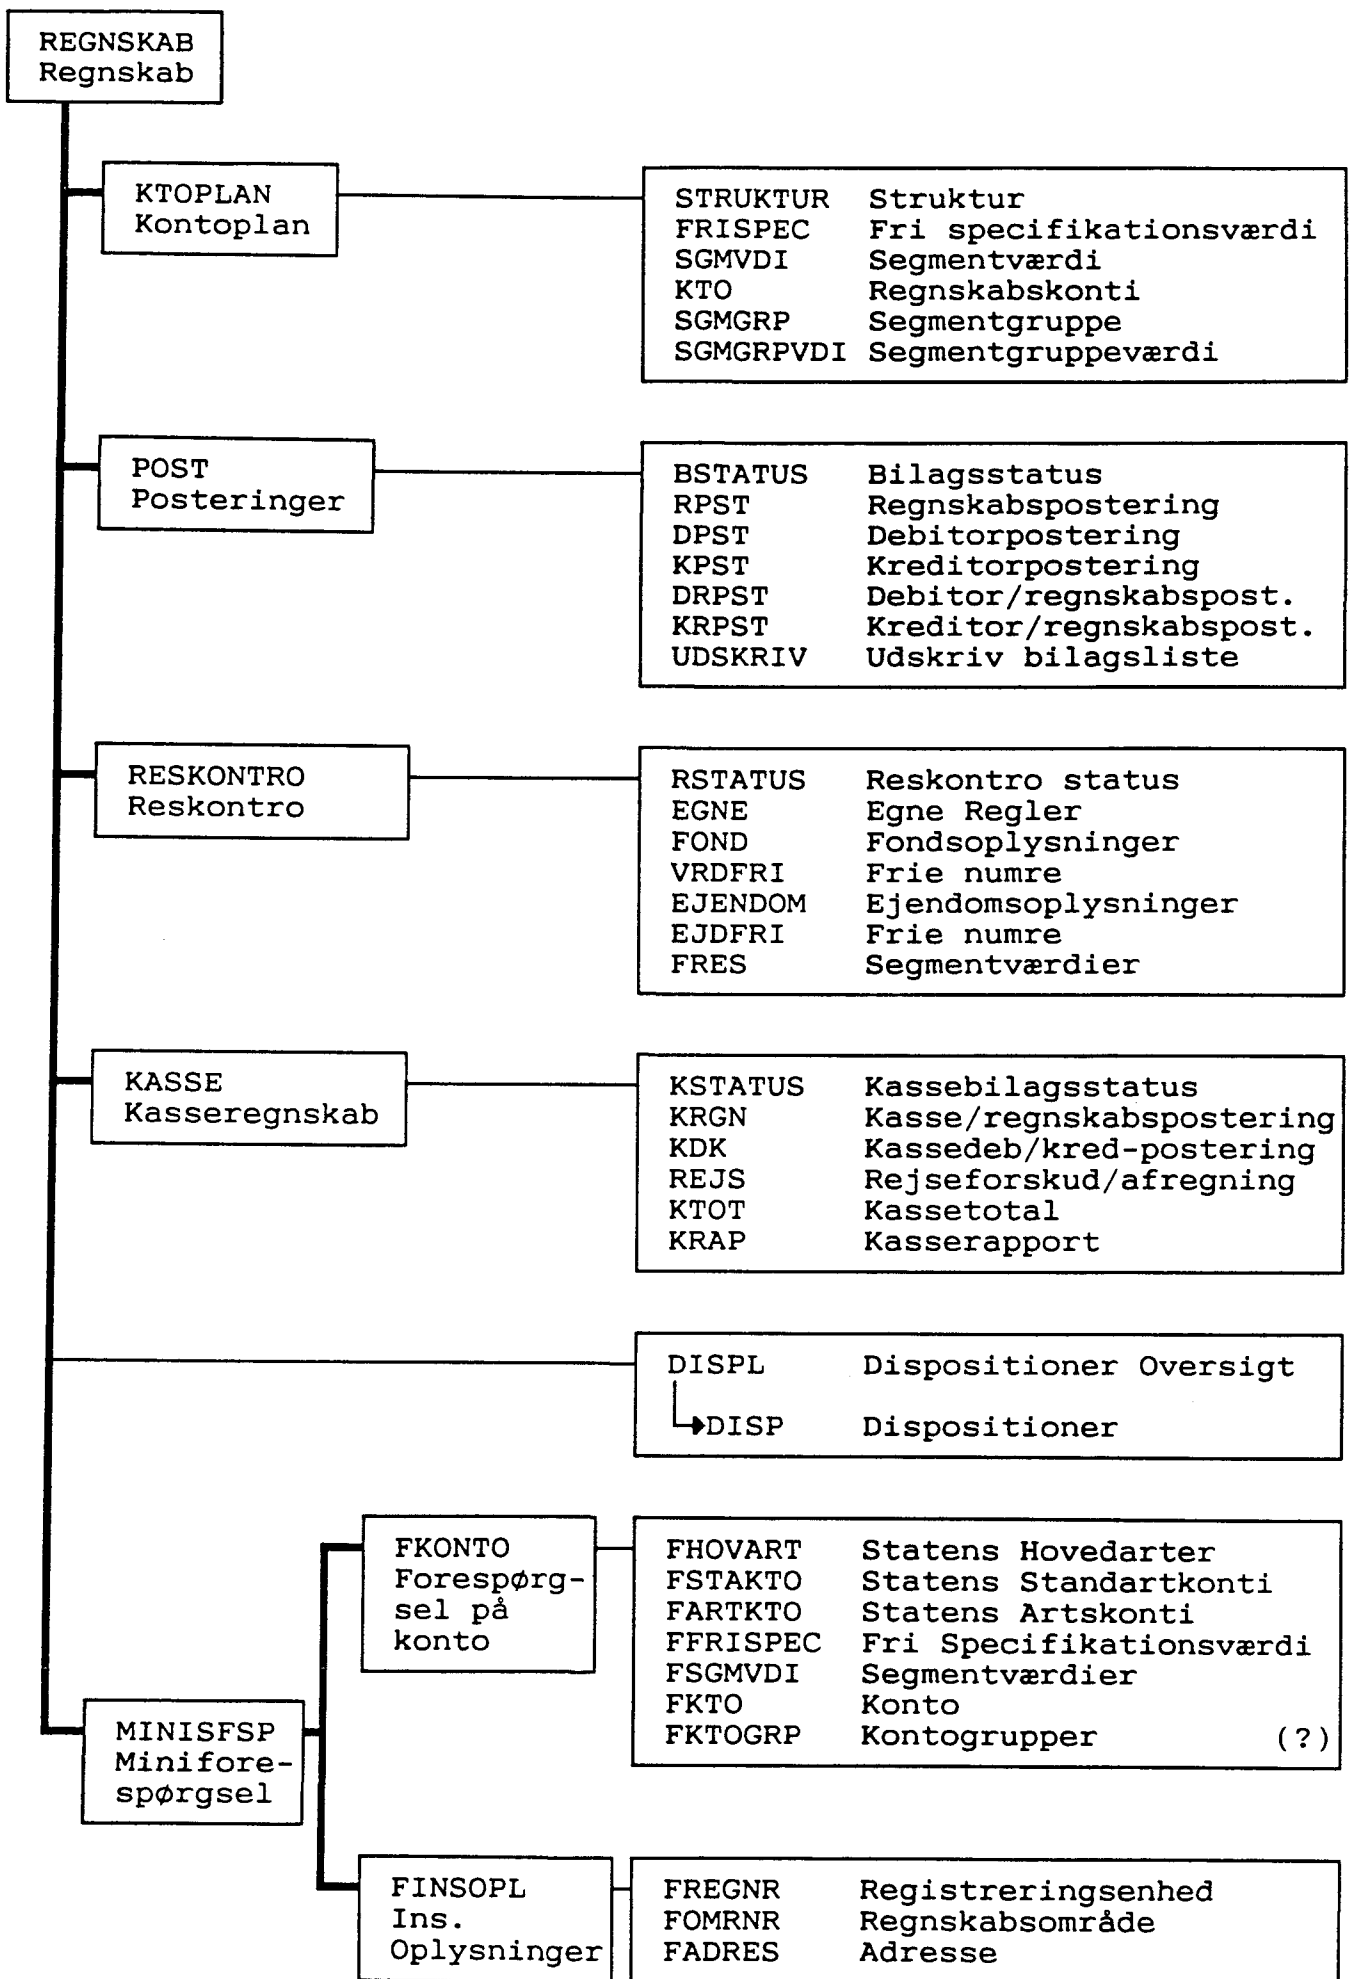 REGNSKAB
Regnskab
KTOPLAN
Kontoplan
STRUKTUR Struktur
FRISPEC Fri specifikationsværdi
SGMVDI Segmentværdi
KTO Regnskabskonti
SGMGRP Segmentgruppe
SGMGRPVDI Segmentgruppeværdi
POST
Posteringer
BSTATUS Bilagsstatus
RPST Regnskabspostering
DPST Debitorpostering
KPST Kreditorpostering
DRPST Debitor/regnskabspost.
KRPST Kreditor/regnskabspost.
UDSKRIV Udskriv bilagsliste
RESKONTRO
Reskontro
RSTATUS Reskontro status
EGNE Egne Regler
FOND Fondsoplysninger
VRDFRI Frie numre
EJENDOM Ejendomsoplysninger
EJDFRI Frie numre
FRES Segmentværdier
KASSE
Kasseregnskab
KSTATUS Kassebilagsstatus
KRGN Kasse/regnskabspostering
KDK Kassedeb/kred-postering
REJS Rejseforskud/afregning
KTOT Kassetotal
KRAP Kasserapport
DISPL Dispositioner Oversigt
DISP Dispositioner
FKONTO
Forespørg-
sel på
konto
FHOVART Statens Hovedarter
FSTAKTO Statens Standartkonti
FARTKTO Statens Artskonti
FFRISPEC Fri Specifikationsværdi
FSGMVDI Segmentværdier
FKTO Konto
FKTOGRP Kontogrupper (?)
MINISFSP
Minifore-
spørgsel
FINSOPL
Ins.
Oplysninger
FREGNR Registreringsenhed
FOMRNR Regnskabsområde
FADRES Adresse